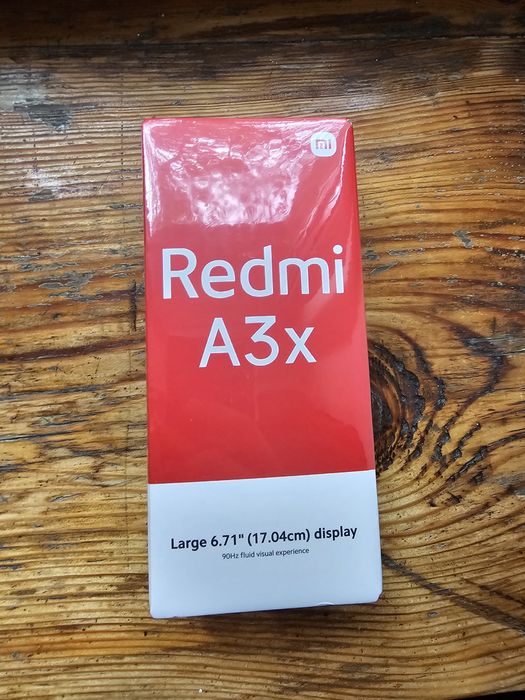 mi
Redmi
A3x
Large 6.71" (17.04cm) display
90Hz fluid visual experience